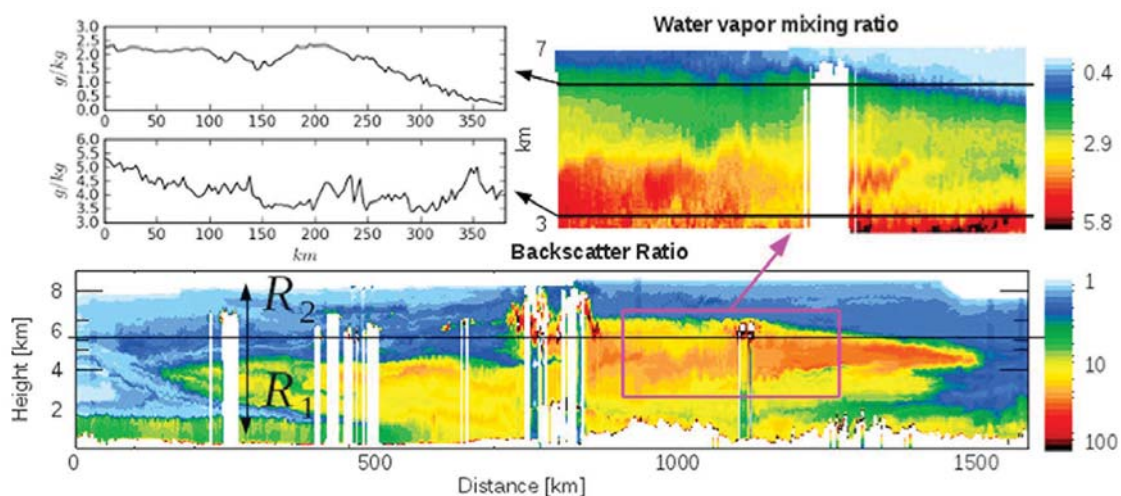 Water vapor mixing ratio
g/kg
3.0
2.5
2.0
1.5
1.0
0.5
0.0
0 50 100 150 200 250 300 350
g/kg
6.0
5.5
5.0
4.5
4.0
3.5
3.0
0 50 100 150 200 250 300 350
km
7
km
3
0.4
2.9
5.8
Backscatter Ratio
Height [km]
8
6
4
2
R2
R1
0 500 1000 1500
Distance [km]
1
10
100